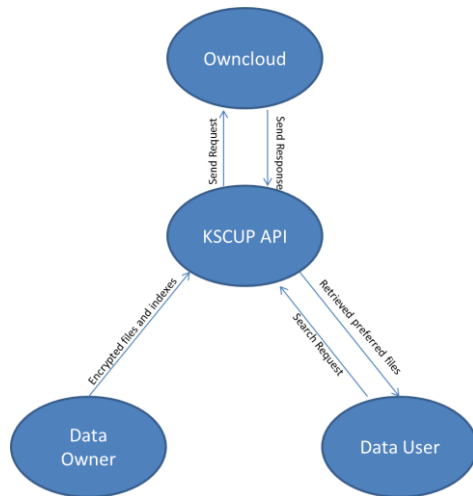 Owncloud
Send Request
Send Response
KSCUP API
Encrypted files and indexes
Retrieved preferred files
Search Request
Data
Owner
Data User